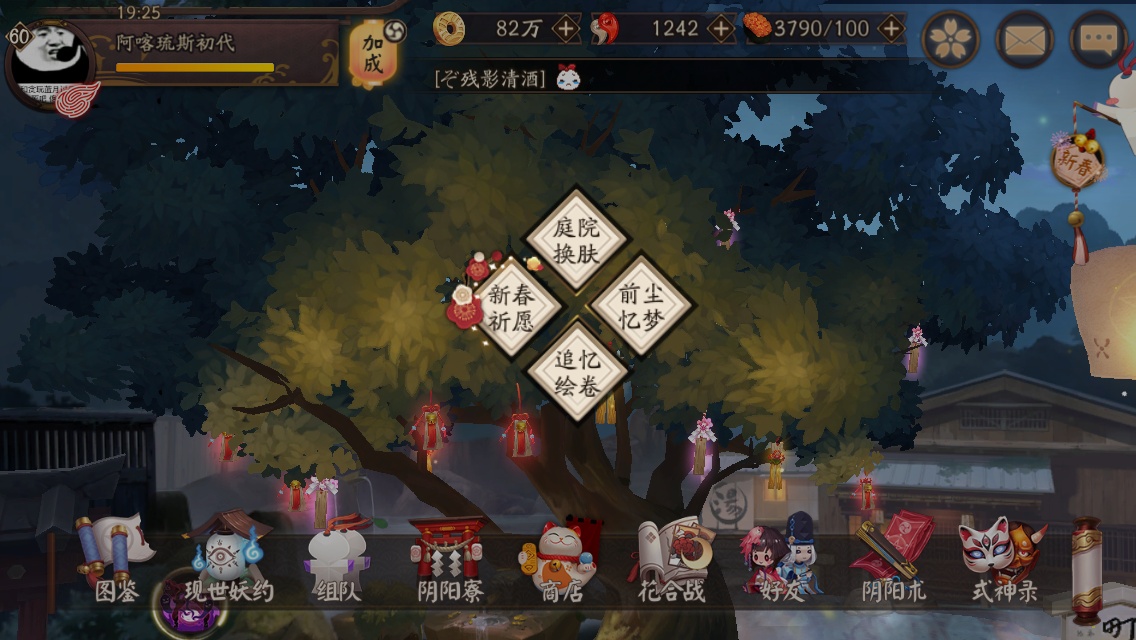 19:25
60
阿喀琉斯初代
加成
82万
1242
3790/100
[ぞ残影清酒]
新春
庭院
换肤
新春
祈愿
前尘
忆梦
追忆
绘卷
湯
图鉴
现世妖约
组队
阴阳寮
商店
花合战
好友
阴阳术
式神录
町